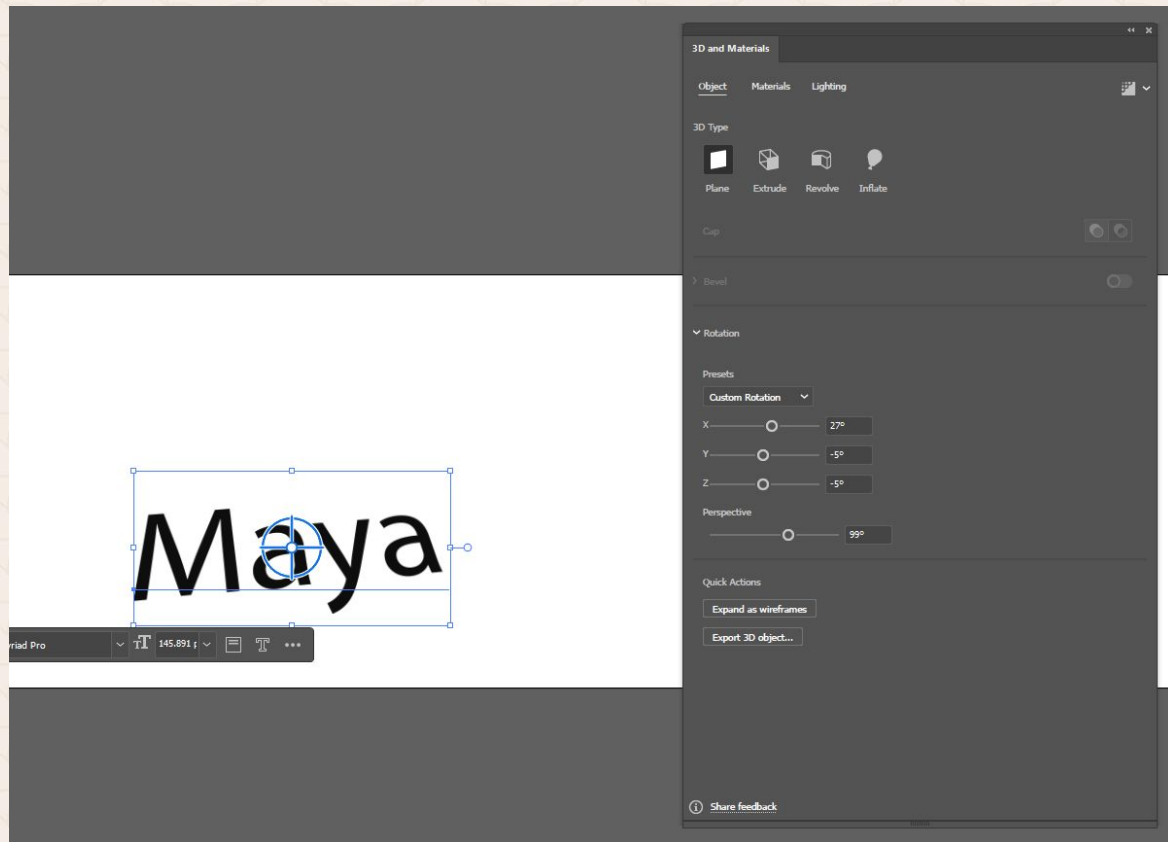 3D and Materials
Object Materials Lighting
3D Type
Plane Extrude Revolve Inflate
Cap
Bevel
Rotation
Presets
Custom Rotation
X 27°
Y -5°
Z -5°
Perspective
99°
Quick Actions
Expand as wireframes
Export 3D object...
Share feedback
Maya
Pro TT 145.891 T